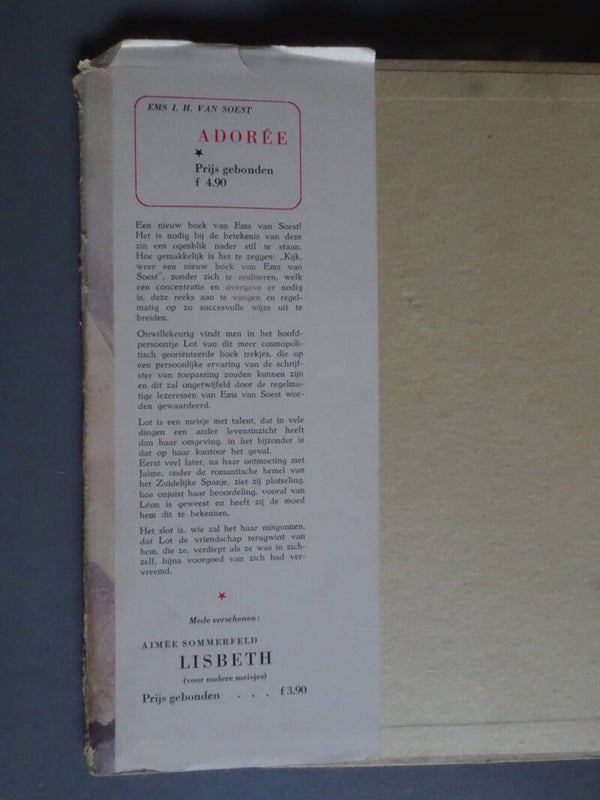 EMS I. H. VAN SOEST
ADORÉE
Prijs gebonden
f 4.90
Een nieuw boek van Ems van Soest!
Het is nodig bij de betekenis van deze
zin een ogenblik nader stil te staan.
Hoe gemakkelijk is het te zeggen: „Kijk,
weer een nieuw boek van Ems van
Soest", zonder zich te realiseren, welk
een concentratie en overgave er nodig
is, deze reeks aan te vangen en regel-
matig op zo succesvolle wijze uit te
breiden.
Onwillekeurig vindt men in het hoofd-
persoontje Lot van dit meer cosmopoli-
tisch georiënteerde boek trekjes, die op
een persoonlijke ervaring van de schrijf-
ster van toepassing zouden kunnen zijn
en dit zal ongetwijfeld door de regelma-
tige lezeressen van Ems van Soest wor-
den gewaardeerd.
Lot is een meisje met talent, dat in vele
dingen een ander levensinzicht heeft
dan haar omgeving, in het bijzonder is
dat op haar kantoor het geval.
Eerst veel later, na haar ontmoeting met
Jaime, onder de romantische hemel van
het Zuidelijke Spanje, ziet zij plotseling,
hoe onjuist haar beoordeling, vooral van
Léon is geweest en heeft zij de moed
hem dit te bekennen.
Het slot is, wie zal het haar misgunnen,
dat Lot de vriendschap terugwint van
hem, die ze, verdiept als ze was in zich-
zelf, bijna voorgoed van zich had ver-
vreemd.
Mede verschenen:
AIMÉE SOMMERFELD
LISBETH
(voor oudere meisjes)
Prijs gebonden . . . f 3.90